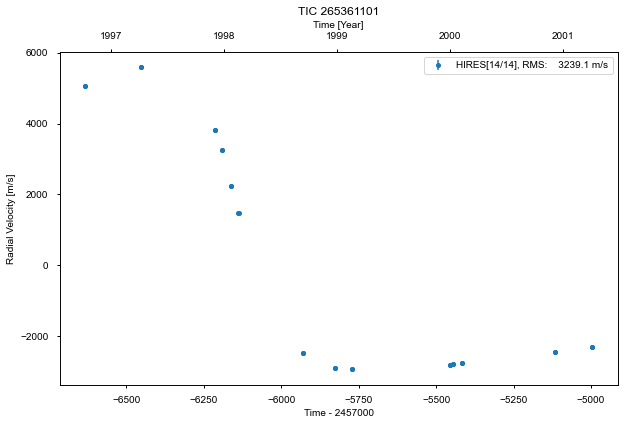 TIC 265361101
Time [Year]
1997 1998 1999 2000 2001
HIRES[14/14], RMS: 3239.1 m/s
Radial Velocity [m/s]
6000
4000
2000
0
−2000
−6500 −6250 −6000 −5750 −5500 −5250 −5000
Time - 2457000